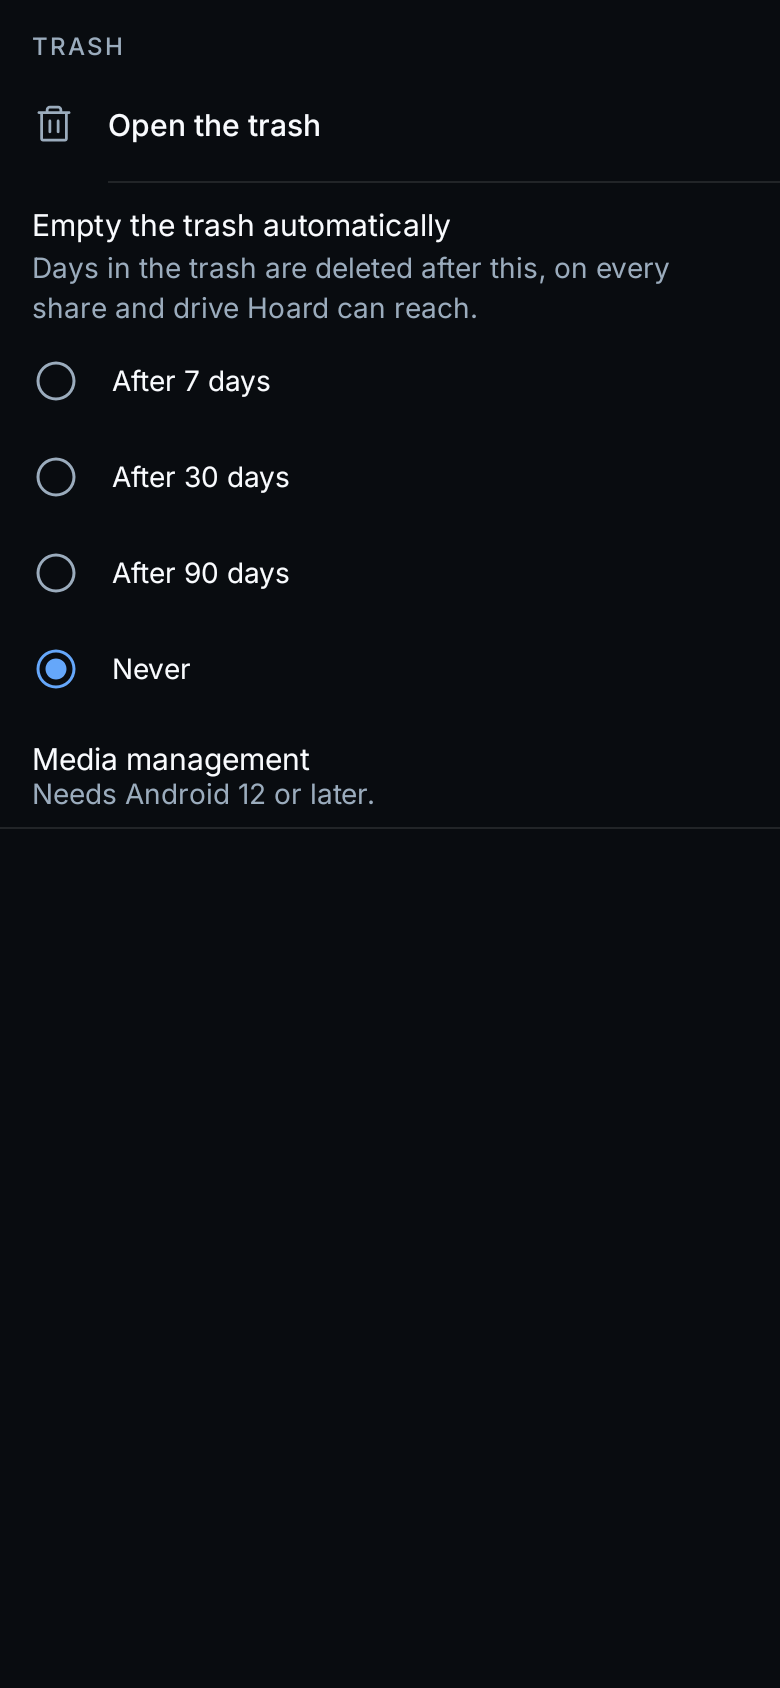 TRASH
Open the trash
Empty the trash automatically
Days in the trash are deleted after this, on every
share and drive Hoard can reach.
After 7 days
After 30 days
After 90 days
Never
Media management
Needs Android 12 or later.